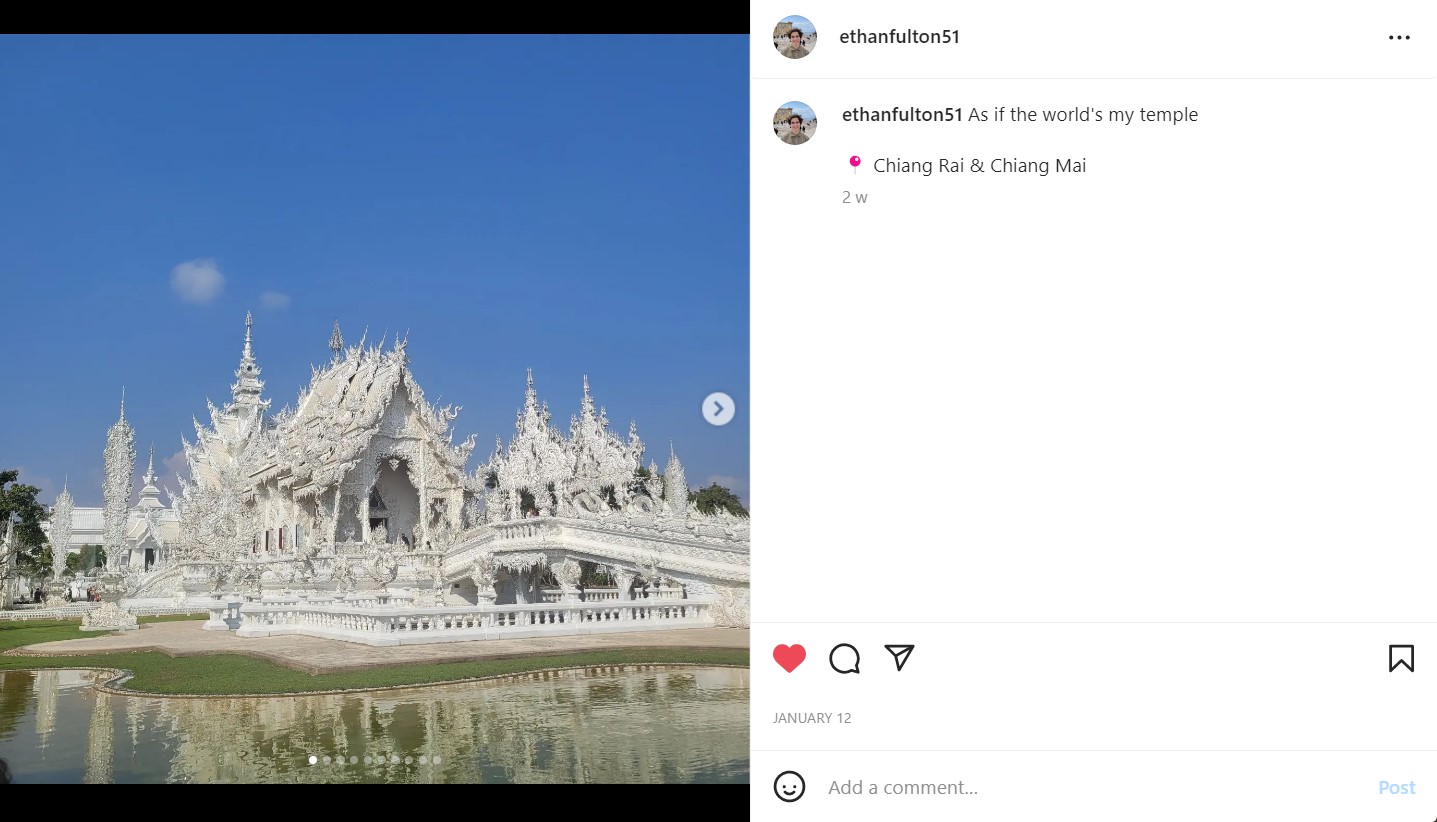 ethanfulton51
ethanfulton51 As if the world's my temple
📍 Chiang Rai & Chiang Mai
2 w
JANUARY 12
Add a comment...
Post